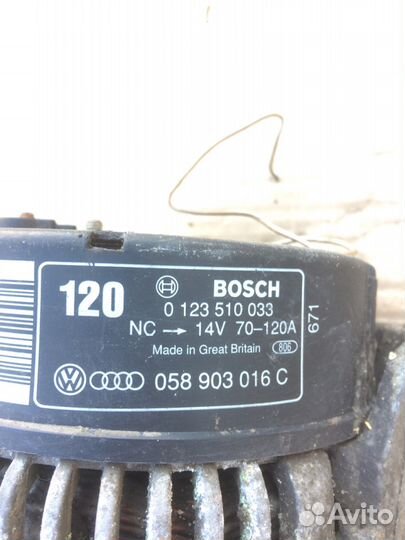 120
BOSCH
0 123 510 033
NC → 14V 70-120A
671
Made in Great Britain 806
058 903 016 C
Avito